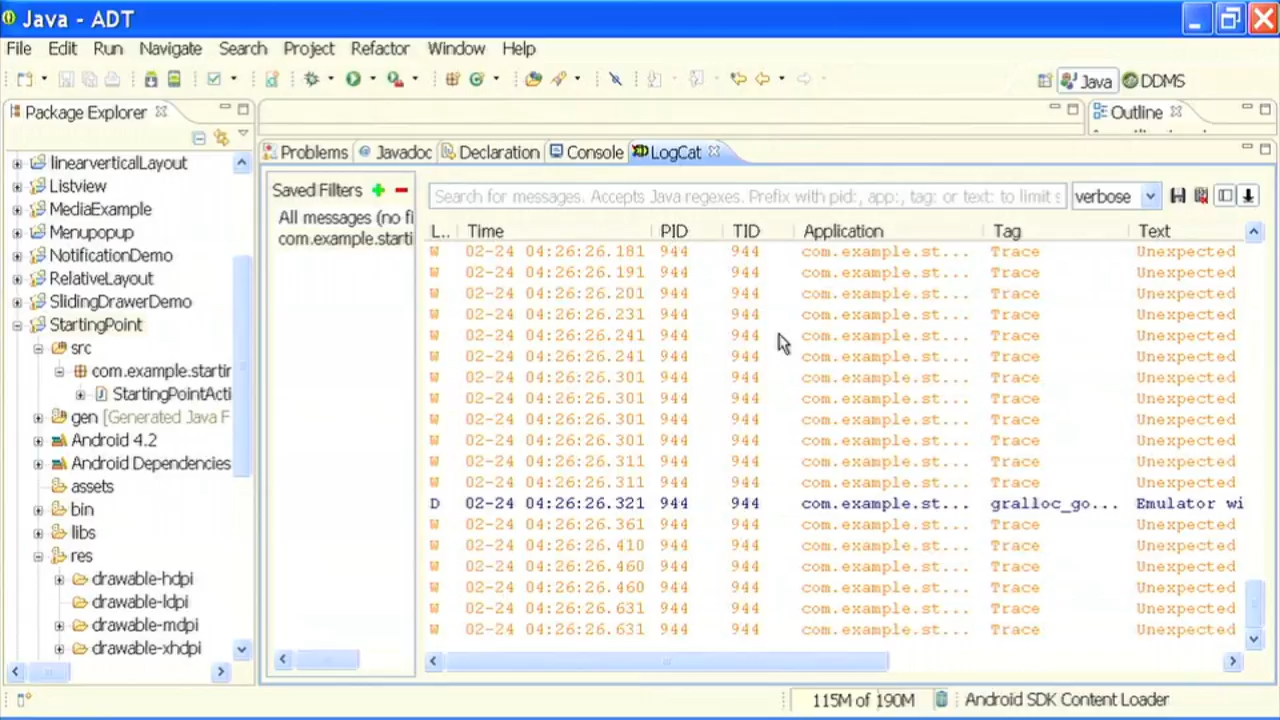 Java - ADT
File Edit Run Navigate Search Project Refactor Window Help
Java DDMS
Package Explorer
Outline
Problems Javadoc Declaration Console LogCat
linearverticalLayout
Listview
MediaExample
Menupopup
NotificationDemo
RelativeLayout
SlidingDrawerDemo
StartingPoint
src
com.example.startir
StartingPointActi
gen [Generated Java F
Android 4.2
Android Dependencies
assets
bin
libs
res
drawable-hdpi
drawable-ldpi
drawable-mdpi
drawable-xhdpi
Saved Filters
All messages (no fi
com.example.starti
Search for messages. Accepts Java regexes. Prefix with pid:, app:, tag: or text: to limit s
verbose
L... Time PID TID Application Tag Text
W 02-24 04:26:26.181 944 944 com.example.st... Trace Unexpected
W 02-24 04:26:26.191 944 944 com.example.st... Trace Unexpected
W 02-24 04:26:26.201 944 944 com.example.st... Trace Unexpected
W 02-24 04:26:26.231 944 944 com.example.st... Trace Unexpected
W 02-24 04:26:26.241 944 944 com.example.st... Trace Unexpected
W 02-24 04:26:26.241 944 944 com.example.st... Trace Unexpected
W 02-24 04:26:26.301 944 944 com.example.st... Trace Unexpected
W 02-24 04:26:26.301 944 944 com.example.st... Trace Unexpected
W 02-24 04:26:26.301 944 944 com.example.st... Trace Unexpected
W 02-24 04:26:26.301 944 944 com.example.st... Trace Unexpected
W 02-24 04:26:26.311 944 944 com.example.st... Trace Unexpected
W 02-24 04:26:26.311 944 944 com.example.st... Trace Unexpected
D 02-24 04:26:26.321 944 944 com.example.st... gralloc_go... Emulator wi
W 02-24 04:26:26.361 944 944 com.example.st... Trace Unexpected
W 02-24 04:26:26.410 944 944 com.example.st... Trace Unexpected
W 02-24 04:26:26.460 944 944 com.example.st... Trace Unexpected
W 02-24 04:26:26.460 944 944 com.example.st... Trace Unexpected
W 02-24 04:26:26.631 944 944 com.example.st... Trace Unexpected
W 02-24 04:26:26.631 944 944 com.example.st... Trace Unexpected
115M of 190M
Android SDK Content Loader